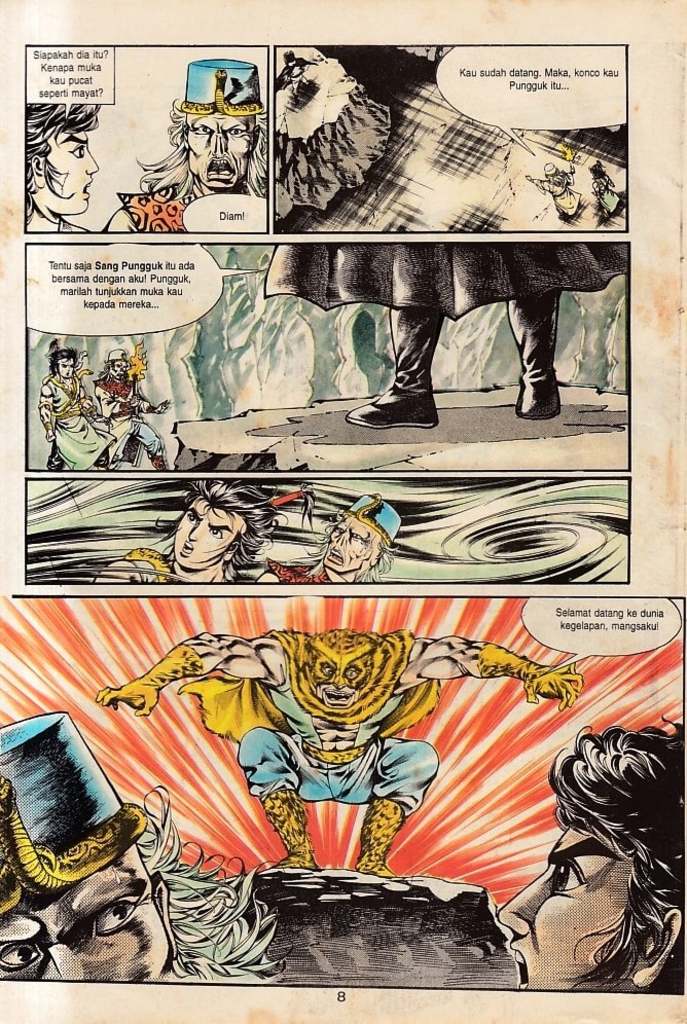 Siapakah dia itu?
Kenapa muka
kau pucat
seperti mayat?
Diam!
Kau sudah datang. Maka, konco kau
Pungguk itu...
Tentu saja Sang Pungguk itu ada
bersama dengan aku! Pungguk,
marilah tunjukkan muka kau
kepada mereka...
Selamat datang ke dunia
kegelapan, mangsaku!
8